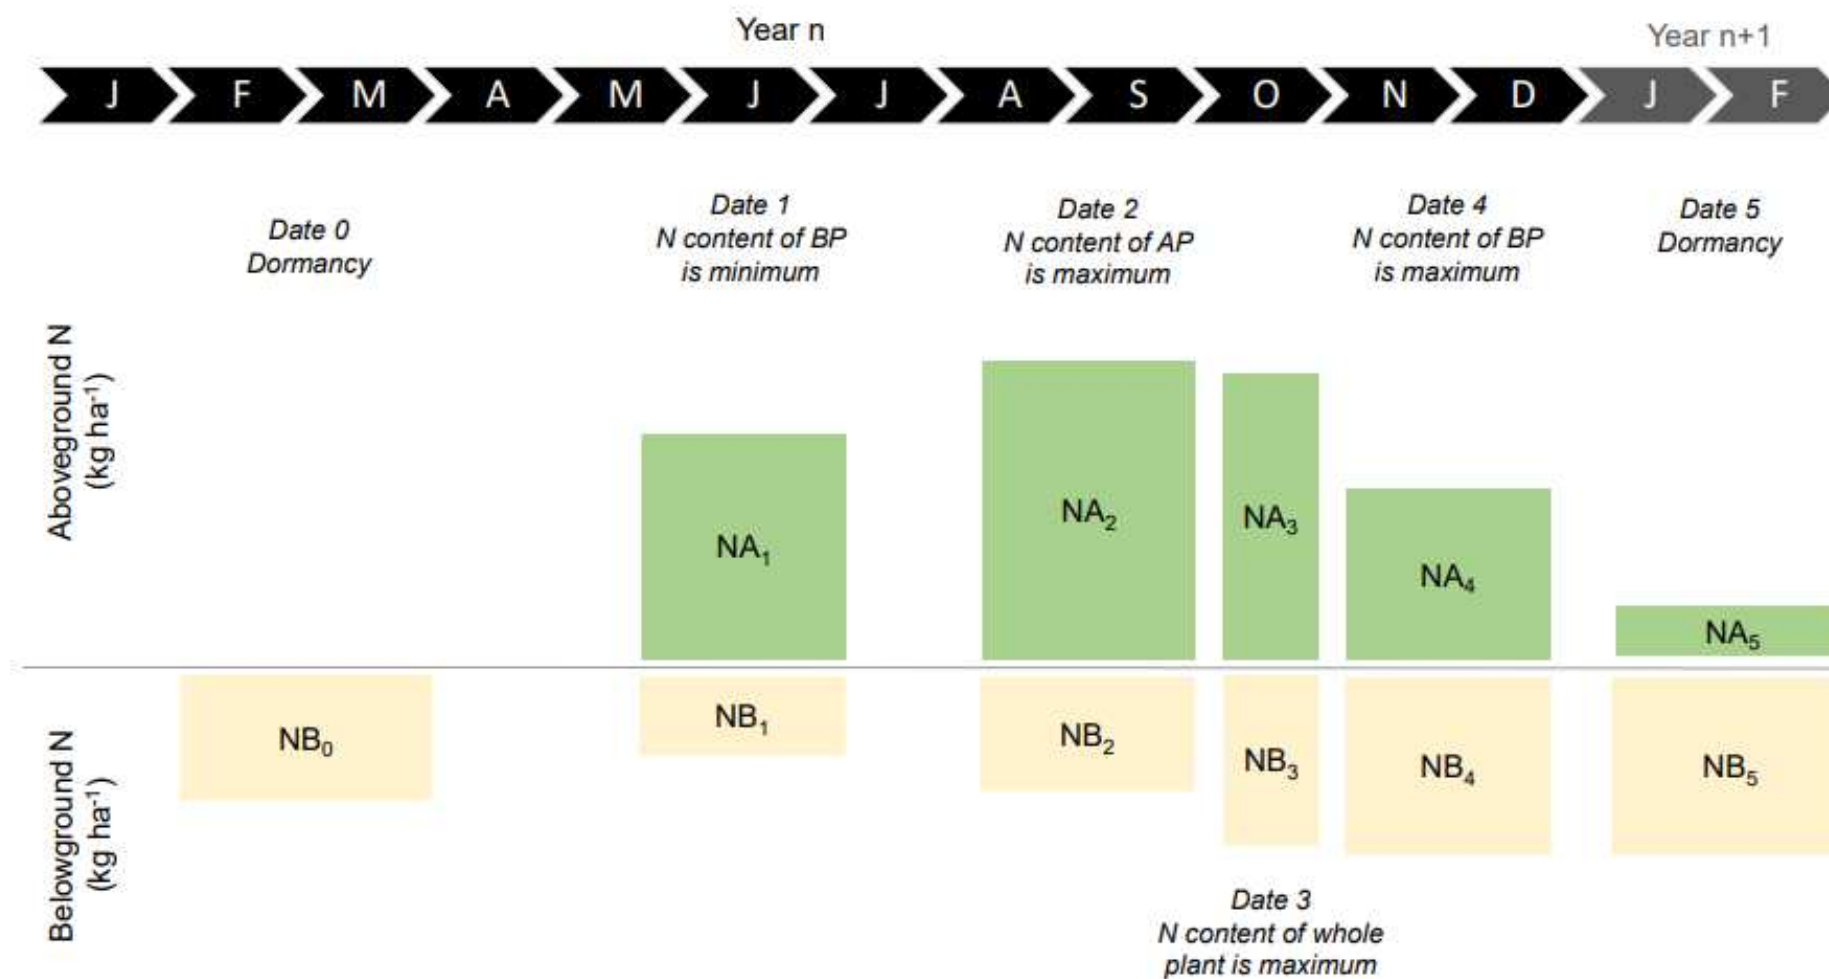 Year n
Year n+1
J F M A M J J A S O N D J F
Date 0
Dormancy
Date 1
N content of BP
is minimum
Date 2
N content of AP
is maximum
Date 4
N content of BP
is maximum
Date 5
Dormancy
Aboveground N
(kg ha⁻¹)
NA₁
NA₂
NA₃
NA₄
NA₅
Belowground N
(kg ha⁻¹)
NB₀
NB₁
NB₂
NB₃
NB₄
NB₅
Date 3
N content of whole
plant is maximum